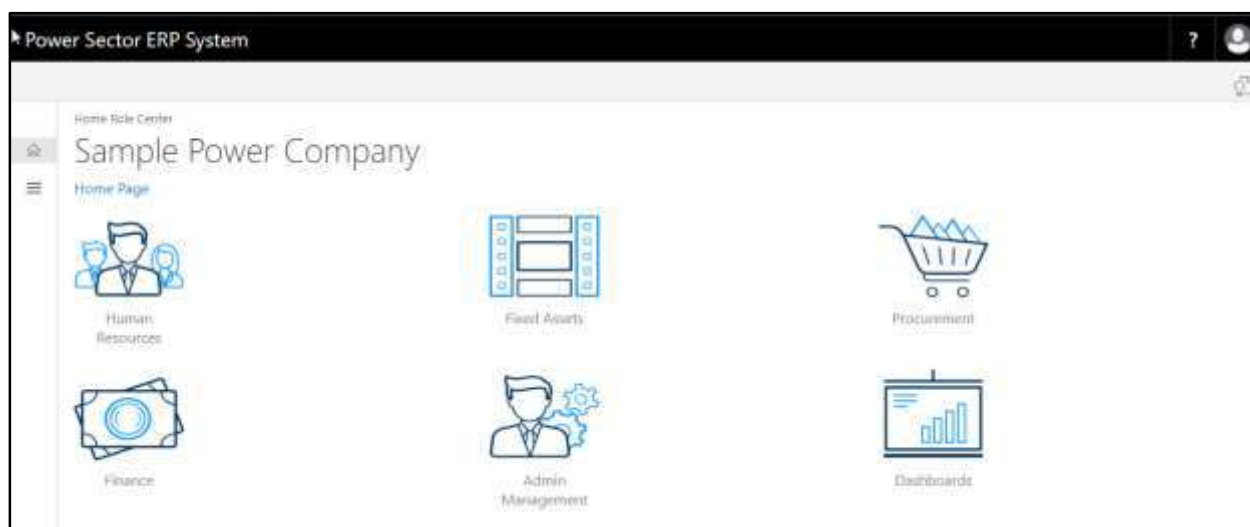 Power Sector ERP System ?
Home Role Center
Sample Power Company
Home Page
Human
Resources
Fixed Assets
Procurement
Finance
Admin
Management
Dashboards